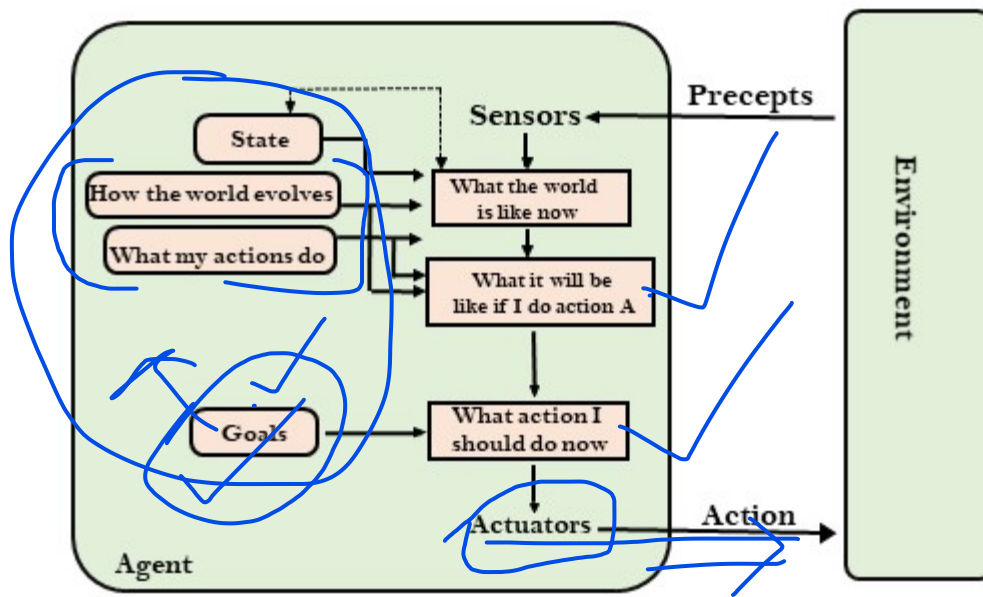 Precepts
Sensors
State
How the world evolves
What my actions do
What the world
is like now
What it will be
like if I do action A
Goals
What action I
should do now
Actuators
Action
Agent
Environment